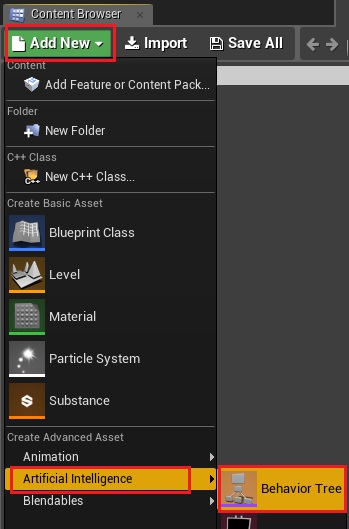 Content Browser
Add New
Import
Save All
Content
Add Feature or Content Pack...
Folder
New Folder
C++ Class
New C++ Class...
Create Basic Asset
Blueprint Class
Level
Material
Particle System
Substance
Create Advanced Asset
Animation
Artificial Intelligence
Behavior Tree
Blendables